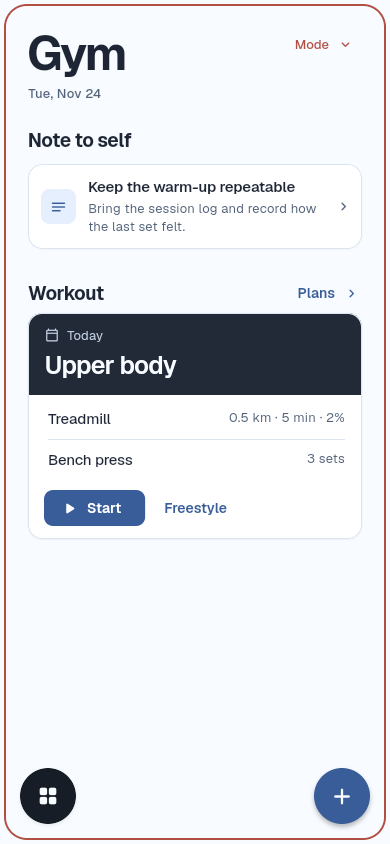 Gym
Mode
Tue, Nov 24
Note to self
Keep the warm-up repeatable
Bring the session log and record how
the last set felt.
Workout
Plans
Today
Upper body
Treadmill
0.5 km · 5 min · 2%
Bench press
3 sets
Start
Freestyle